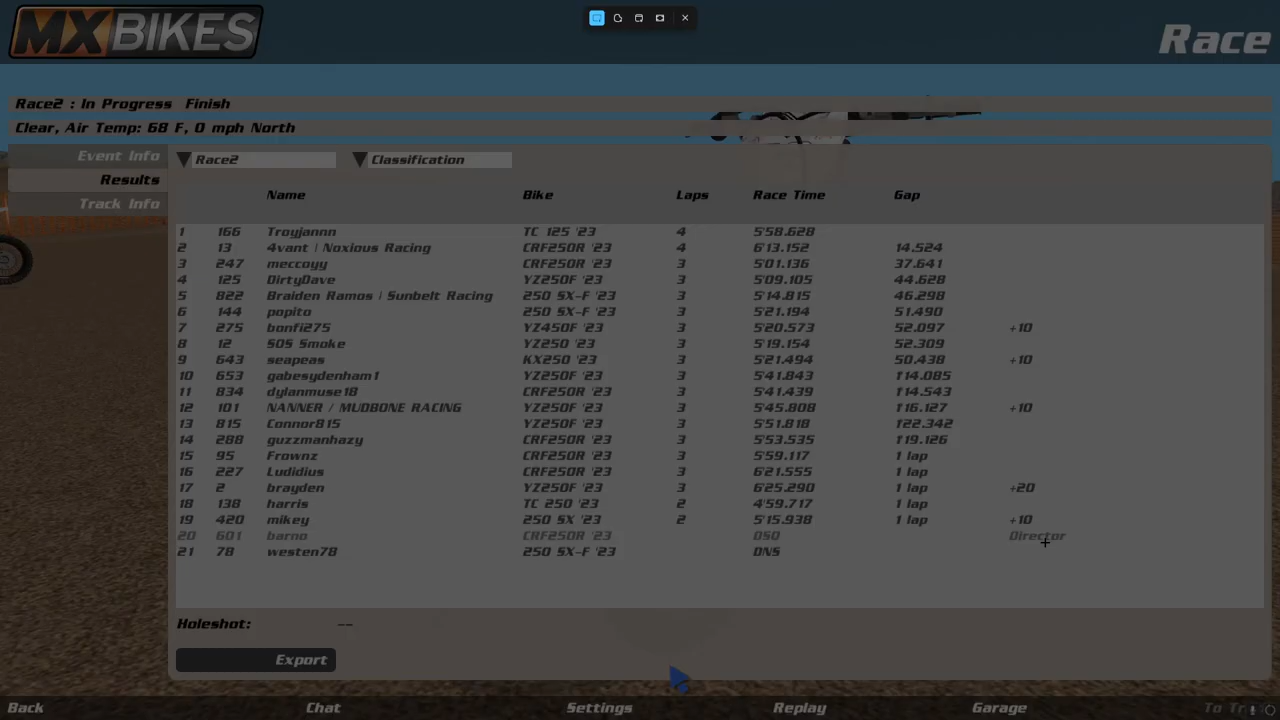 MXBIKES
Race
Race2 : In Progress Finish
Clear, Air Temp: 68 F, 0 mph North
Event Info
Results
Track Info
Race2 Classification
Name Bike Laps Race Time Gap
1 166 Troyjannn TC 125 '23 4 5'58.628
2 13 4vant | Noxious Racing CRF250R '23 4 6'13.152 14.524
3 247 meccoyy CRF250R '23 3 5'01.136 37.641
4 125 DirtyDave YZ250F '23 3 5'09.105 44.628
5 822 Braiden Ramos | Sunbelt Racing 250 SX-F '23 3 5'14.815 46.298
6 144 popito 250 SX-F '23 3 5'21.194 51.490
7 275 bonfi275 YZ450F '23 3 5'20.573 52.097 +10
8 12 SOS Smoke YZ250 '23 3 5'19.154 52.309
9 643 seapeas KX250 '23 3 5'21.494 50.438 +10
10 653 gabesydenham1 YZ250F '23 3 5'41.843 1'14.085
11 834 dylanmuse18 CRF250R '23 3 5'41.439 1'14.543
12 101 NANNER / MUDBONE RACING YZ250F '23 3 5'45.808 1'16.127 +10
13 815 Connor815 YZ250F '23 3 5'51.818 1'22.342
14 288 guzzmanhazy CRF250R '23 3 5'53.535 1'19.126
15 95 Frownz CRF250R '23 3 5'59.117 1 lap
16 227 Ludidius CRF250R '23 3 6'21.555 1 lap
17 2 brayden YZ250F '23 3 6'25.290 1 lap +20
18 138 harris TC 250 '23 2 4'59.717 1 lap
19 420 mikey 250 SX '23 2 5'15.938 1 lap +10
20 601 barno CRF250R '23 DSQ Director
21 78 westen78 250 SX-F '23 DNS
Holeshot: --
Export
Back Chat Settings Replay Garage To